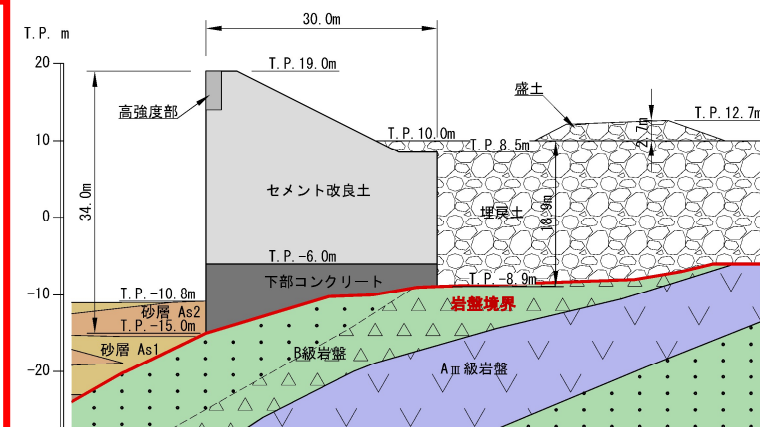 30.0m
T.P. m
20
T.P.19.0m
高強度部
盛土
T.P.12.7m
2.7m
10
T.P.10.0m
T.P.8.5m
34.0m
セメント改良土
埋戻土
18.9m
0
T.P.-6.0m
下部コンクリート
T.P.-8.9m
-10
T.P.-10.8m
砂層 As2
岩盤境界
T.P.-15.0m
砂層 As1
B級岩盤
AⅢ級岩盤
-20